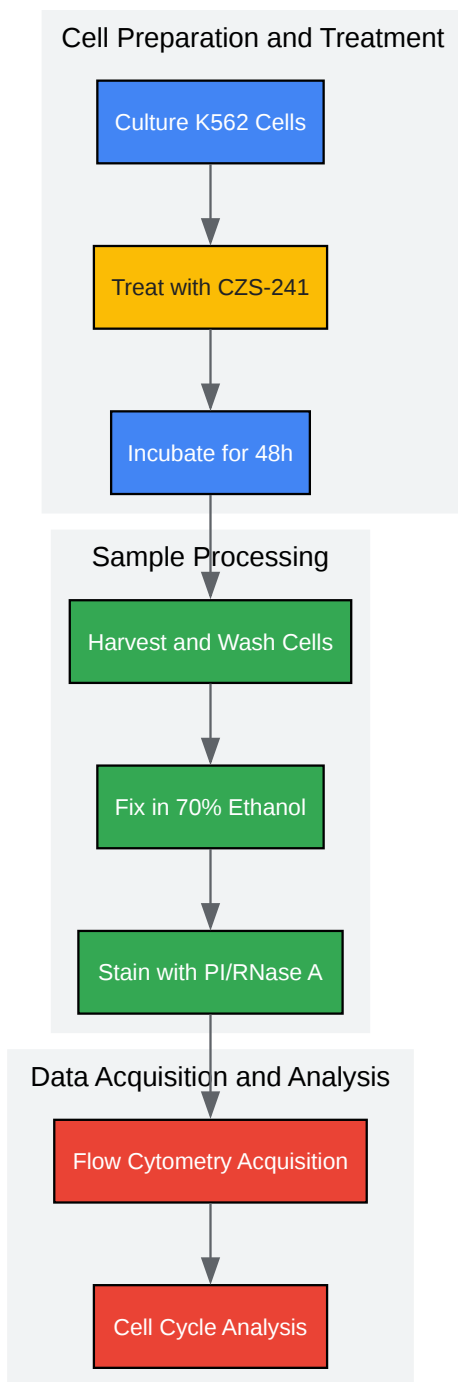 Cell Preparation and Treatment
Culture K562 Cells
Treat with CZS-241
Incubate for 48h
Sample Processing
Harvest and Wash Cells
Fix in 70% Ethanol
Stain with PI/RNase A
Data Acquisition and Analysis
Flow Cytometry Acquisition
Cell Cycle Analysis